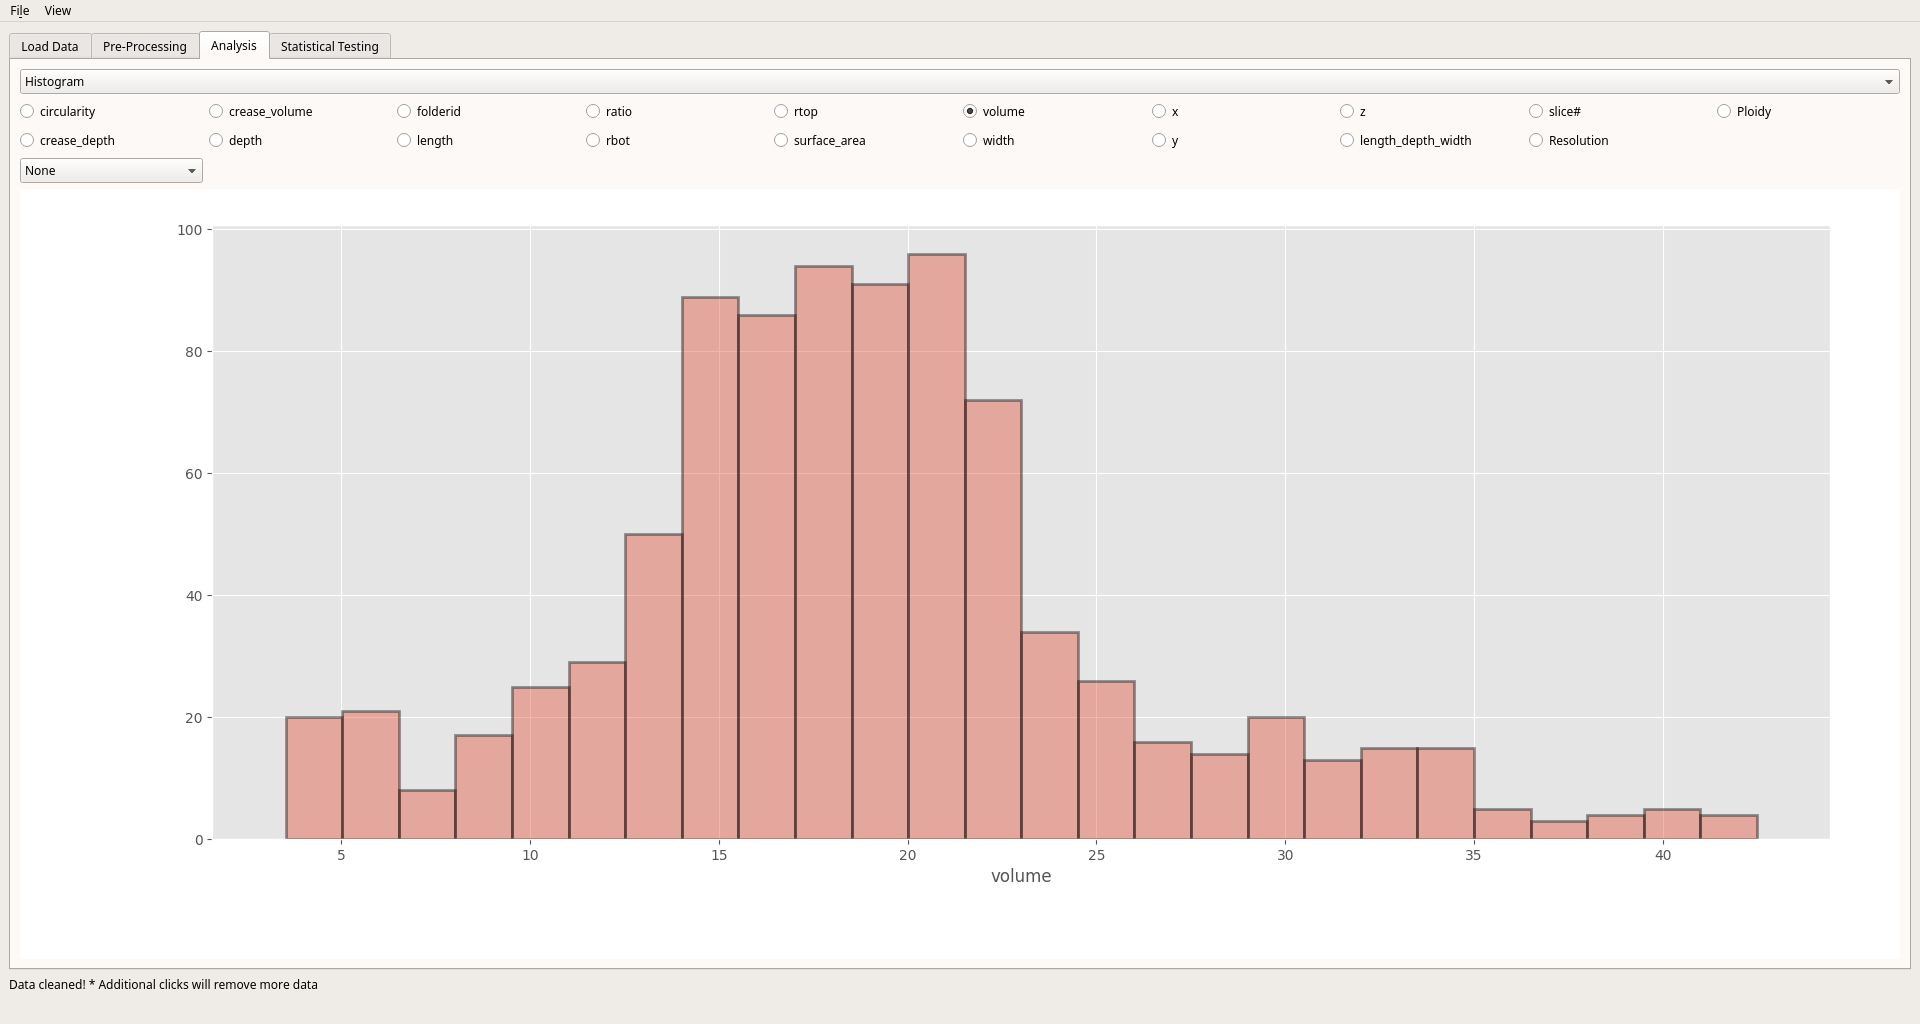 File View
Load Data Pre-Processing Analysis Statistical Testing
Histogram
circularity crease_volume folderid ratio rtop volume x z slice# Ploidy
crease_depth depth length rbot surface_area width y length_depth_width Resolution
None
100
80
60
40
20
0
5 10 15 20 25 30 35 40
volume
Data cleaned! * Additional clicks will remove more data